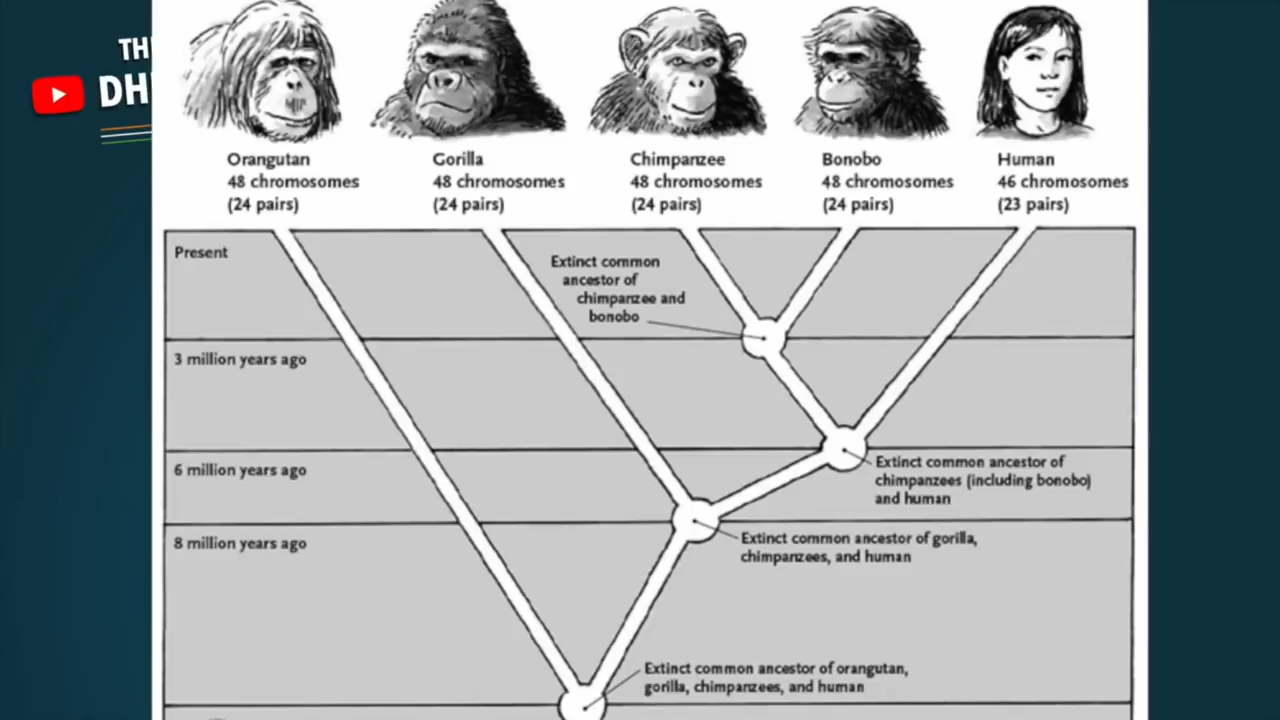 TH
DH
Orangutan
48 chromosomes
(24 pairs)
Gorilla
48 chromosomes
(24 pairs)
Chimpanzee
48 chromosomes
(24 pairs)
Bonobo
48 chromosomes
(24 pairs)
Human
46 chromosomes
(23 pairs)
Present
Extinct common
ancestor of
chimpanzee and
bonobo
3 million years ago
6 million years ago
Extinct common ancestor of
chimpanzees (including bonobo)
and human
8 million years ago
Extinct common ancestor of gorilla,
chimpanzees, and human
Extinct common ancestor of orangutan,
gorilla, chimpanzees, and human